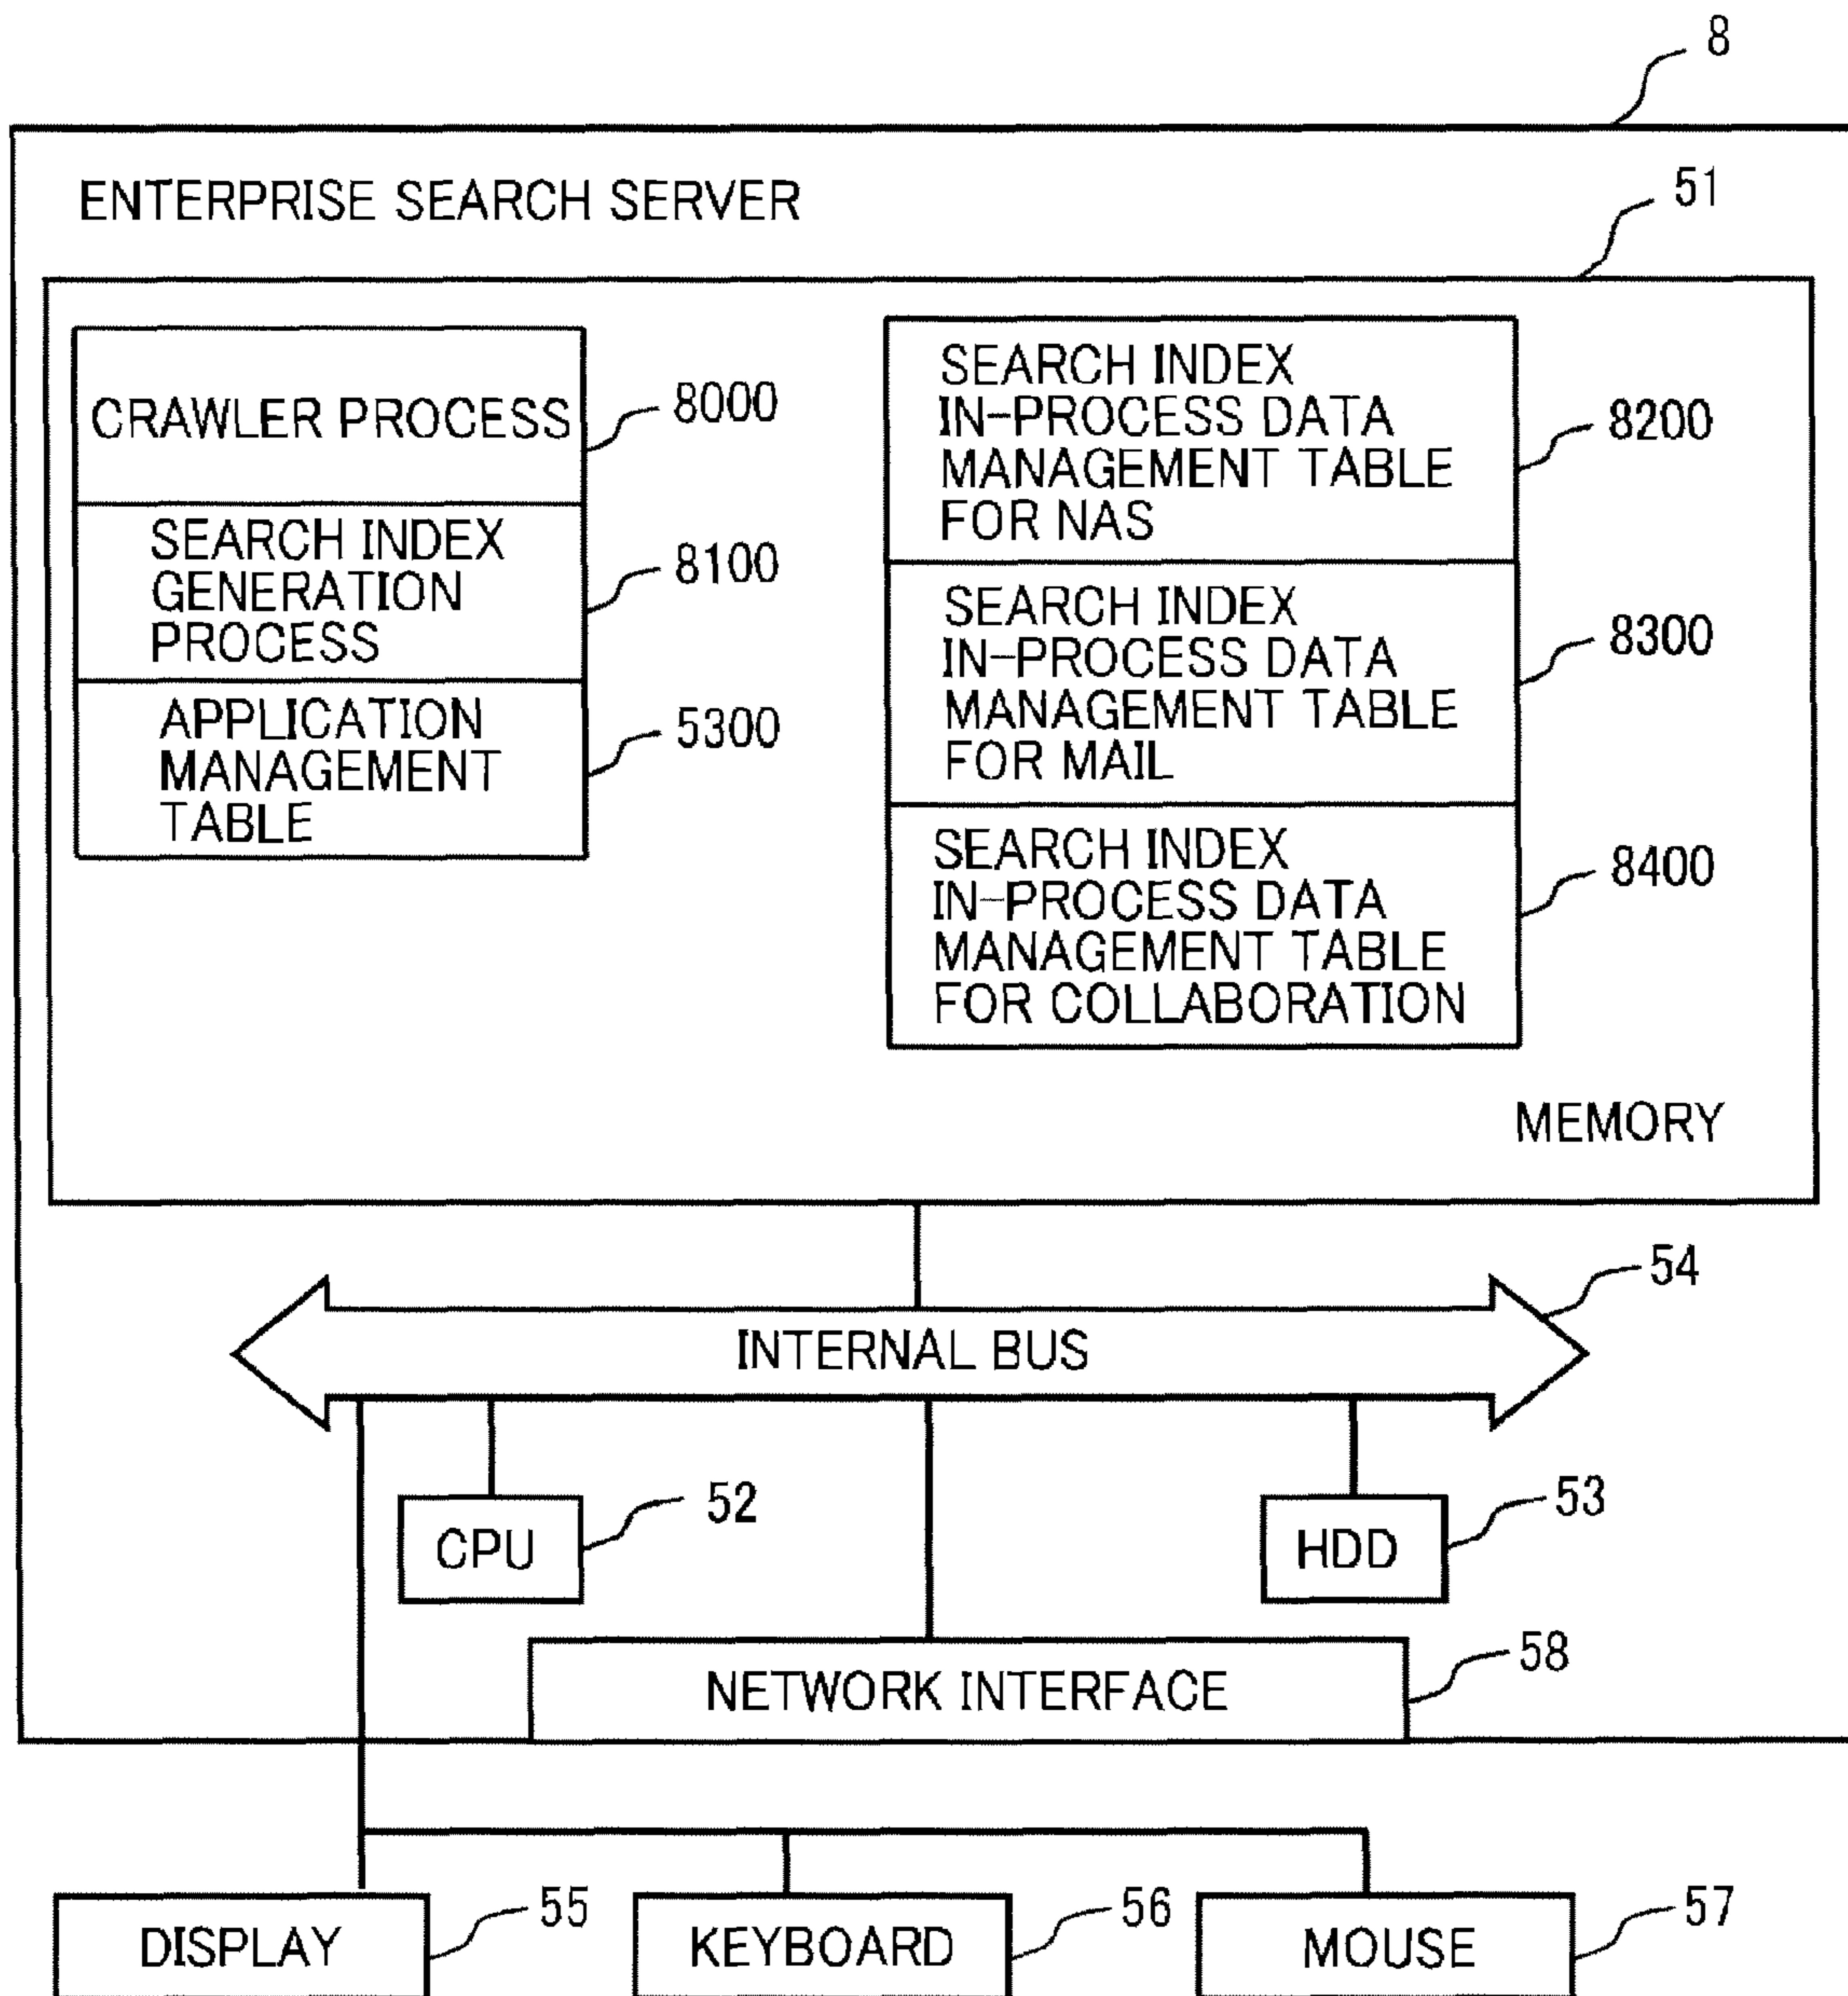 8
ENTERPRISE SEARCH SERVER
51
CRAWLER PROCESS
8000
SEARCH INDEX
GENERATION
PROCESS
8100
APPLICATION
MANAGEMENT
TABLE
5300
SEARCH INDEX
IN-PROCESS DATA
MANAGEMENT TABLE
FOR NAS
8200
SEARCH INDEX
IN-PROCESS DATA
MANAGEMENT TABLE
FOR MAIL
8300
SEARCH INDEX
IN-PROCESS DATA
MANAGEMENT TABLE
FOR COLLABORATION
8400
MEMORY
54
INTERNAL BUS
CPU
52
HDD
53
NETWORK INTERFACE
58
DISPLAY
55
KEYBOARD
56
MOUSE
57